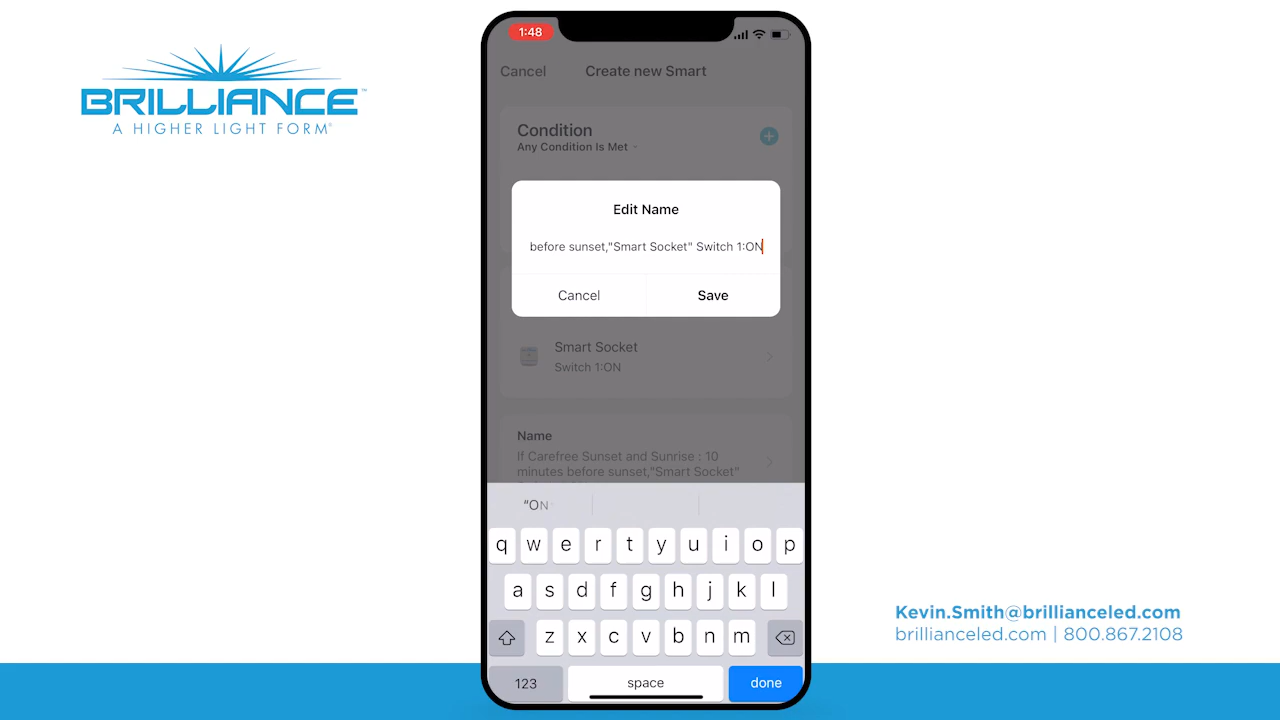 BRILLIANCE™
A HIGHER LIGHT FORM®
1:48
Cancel
Create new Smart
Condition
Any Condition Is Met
Edit Name
before sunset,"Smart Socket" Switch 1:ON
Cancel
Save
Smart Socket
Switch 1:ON
Name
If Carefree Sunset and Sunrise : 10
minutes before sunset,"Smart Socket"
“ON
q w e r t y u i o p
a s d f g h j k l
z x c v b n m
123
space
done
Kevin.Smith@brillianceled.com
brillianceled.com | 800.867.2108